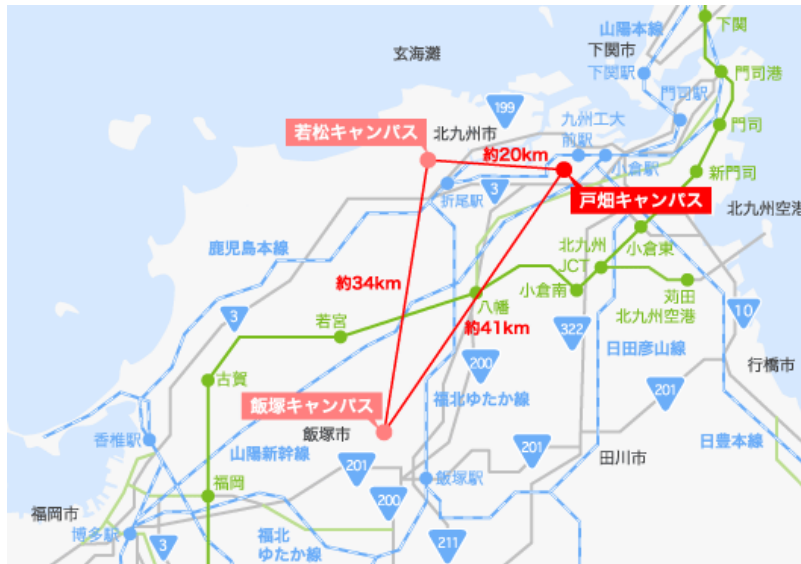 下関
山陽本線
下関市
玄海灘
下関駅
門司港
門司駅
199
若松キャンパス
北九州市
九州工大
前駅
門司
約20km
小倉駅
新門司
3
折尾駅
戸畑キャンパス
北九州空港
鹿児島本線
北九州
JCT
小倉東
約34km
八幡
小倉南
苅田
北九州空港
3
若宮
約41km
322
10
日田彦山線
行橋市
古賀
200
201
飯塚キャンパス
福北ゆたか線
香椎駅
飯塚市
山陽新幹線
201
201
田川市
日豊本線
福岡
飯塚駅
200
福岡市
博多駅
3
福北
ゆたか線
211